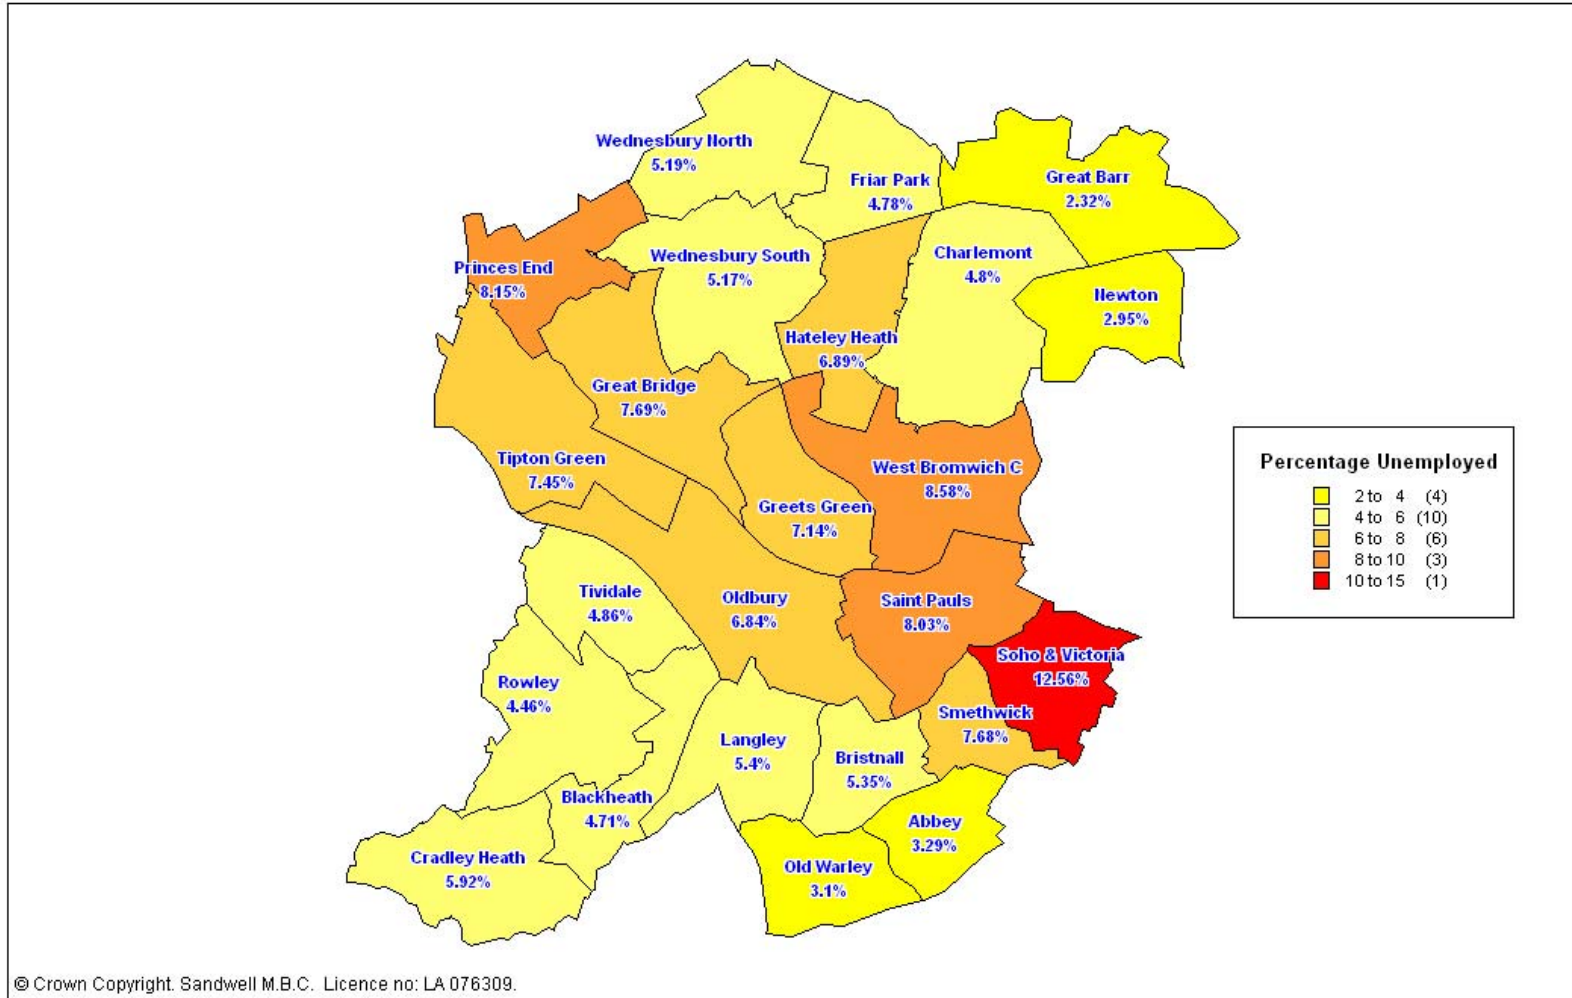 Wednesbury North
5.19%
Friar Park
4.78%
Great Barr
2.32%
Princes End
8.15%
Wednesbury South
5.17%
Charlemont
4.8%
Newton
2.95%
Hateley Heath
6.89%
Great Bridge
7.69%
Tipton Green
7.45%
West Bromwich C
8.58%
Greets Green
7.14%
Tividale
4.86%
Oldbury
6.84%
Saint Pauls
8.03%
Soho & Victoria
12.56%
Rowley
4.46%
Smethwick
7.68%
Langley
5.4%
Bristnall
5.35%
Blackheath
4.71%
Abbey
3.29%
Cradley Heath
5.92%
Old Warley
3.1%
Percentage Unemployed
2 to 4 (4)
4 to 6 (10)
6 to 8 (6)
8 to 10 (3)
10 to 15 (1)
© Crown Copyright. Sandwell M.B.C. Licence no: LA 076309.